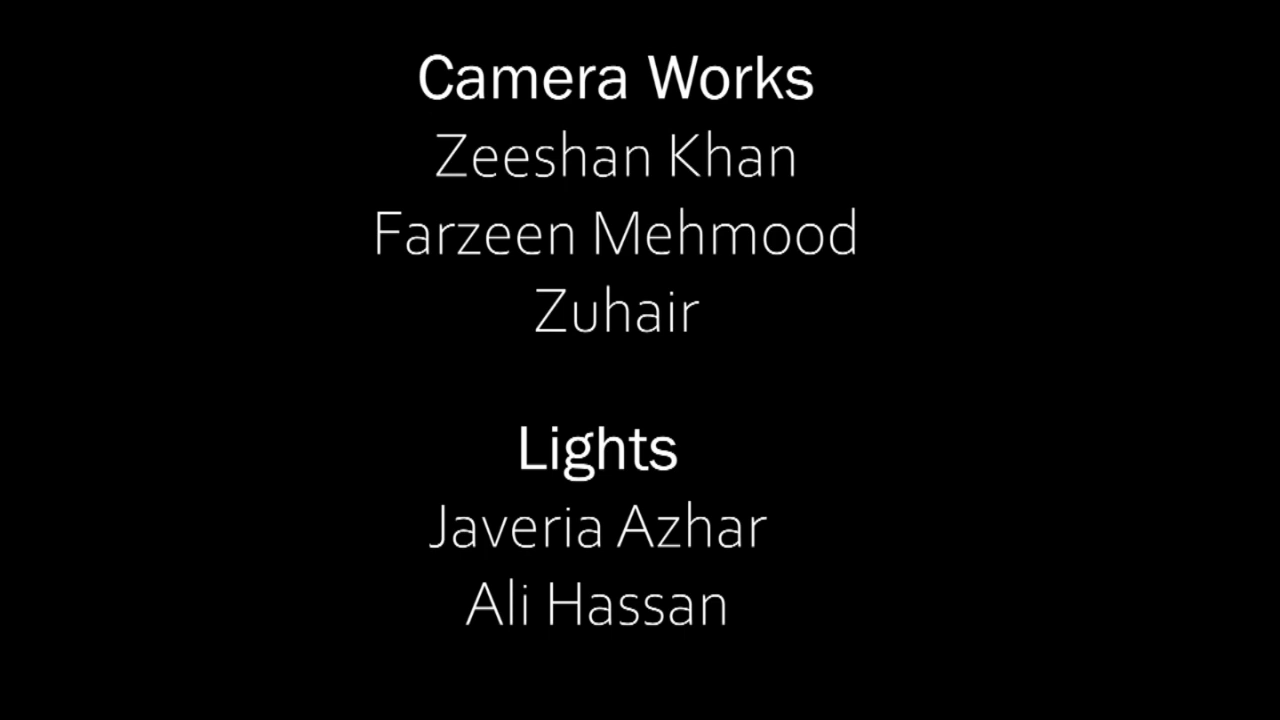 Camera Works
Zeeshan Khan
Farzeen Mehmood
Zuhair
Lights
Javeria Azhar
Ali Hassan